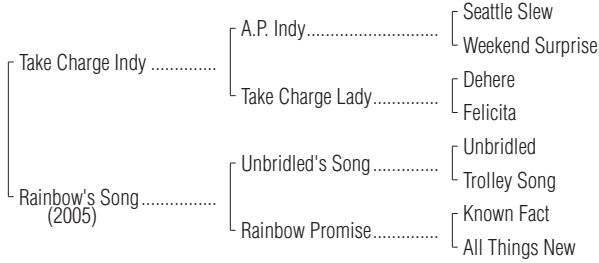 Seattle Slew
A.P. Indy..........................
Weekend Surprise
Take Charge Indy .............
Dehere
Take Charge Lady.............
Felicita
Unbridled
Unbridled's Song .............
Trolley Song
Rainbow's Song...............
(2005)
Known Fact
Rainbow Promise.............
All Things New